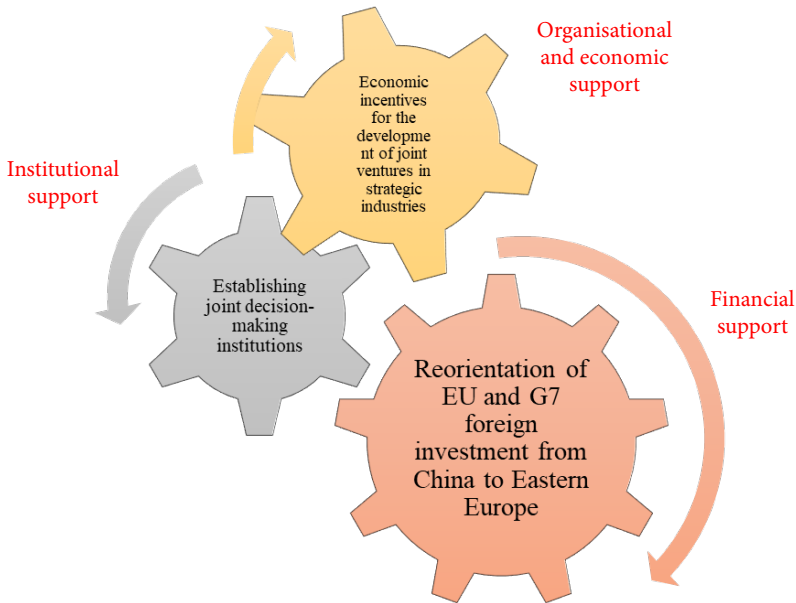 Organisational
and economic
support
Economic
incentives
for the
developme
nt of joint
ventures in
strategic
industries
Institutional
support
Establishing
joint decision-
making
institutions
Financial
support
Reorientation of
EU and G7
foreign
investment from
China to Eastern
Europe